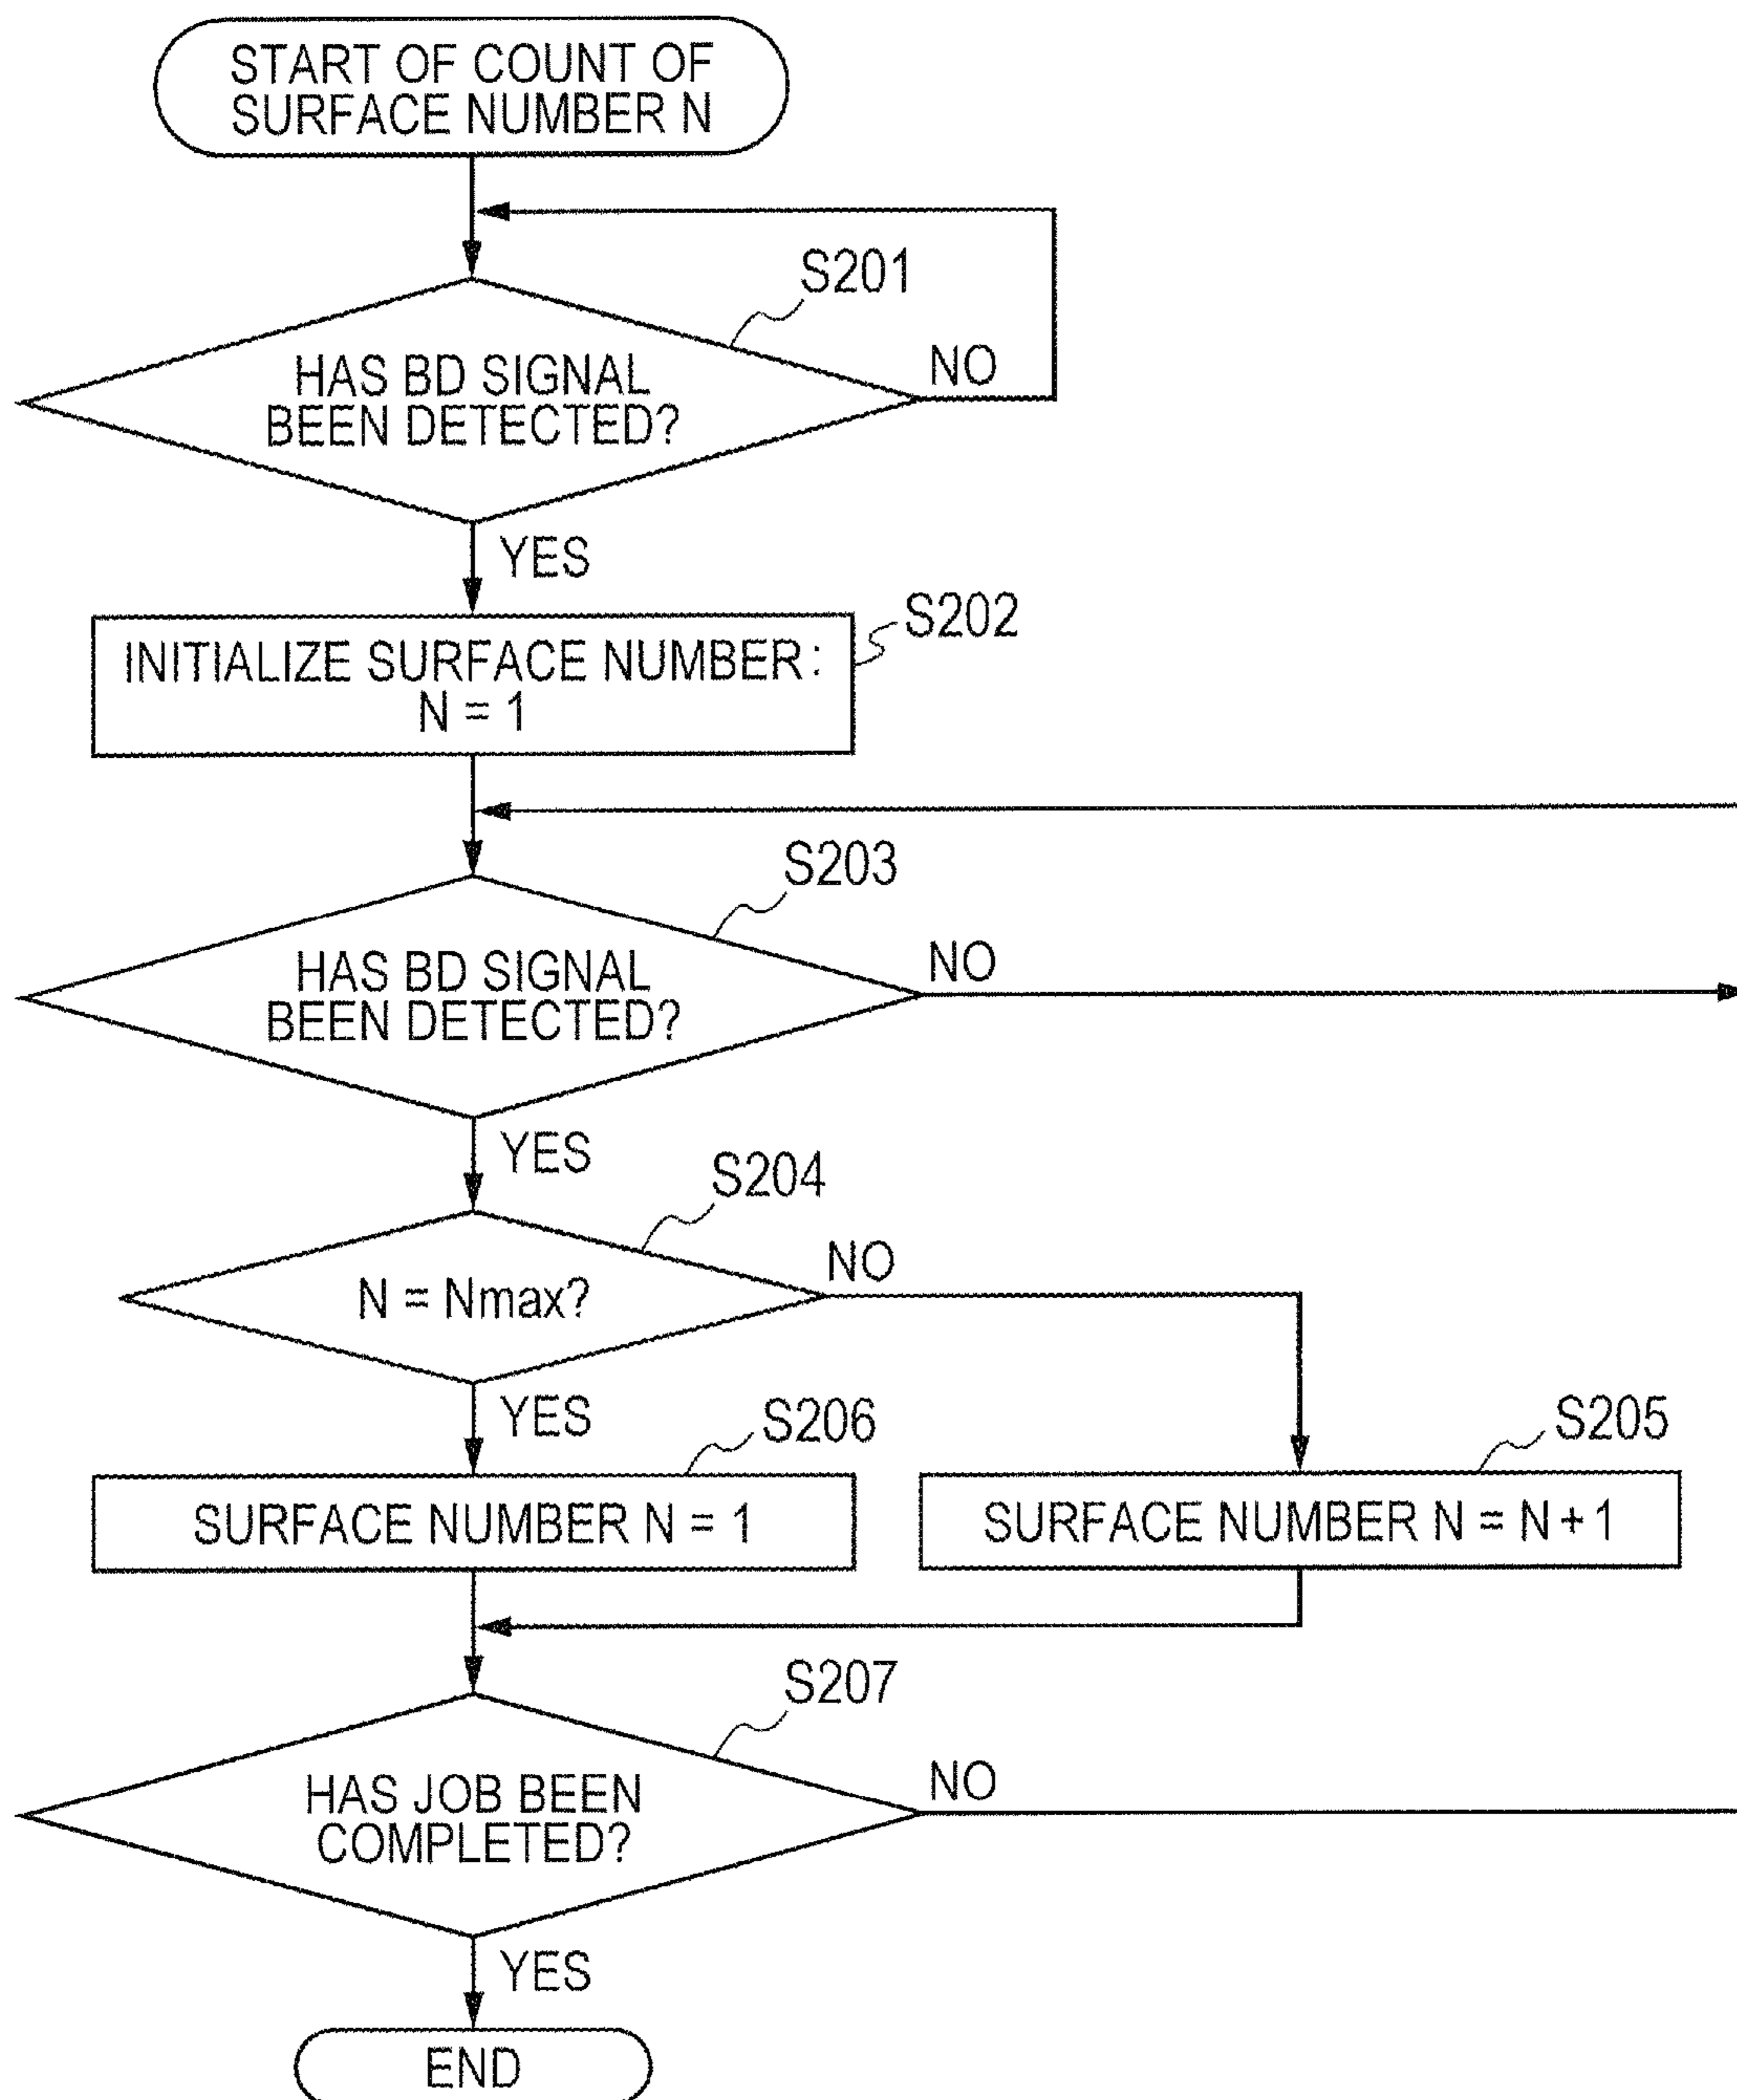 START OF COUNT OF
SURFACE NUMBER N
S201
HAS BD SIGNAL
BEEN DETECTED?
NO
YES
S202
INITIALIZE SURFACE NUMBER:
N = 1
S203
HAS BD SIGNAL
BEEN DETECTED?
NO
YES
S204
N = Nmax?
NO
YES
S206
SURFACE NUMBER N = 1
S205
SURFACE NUMBER N = N + 1
S207
HAS JOB BEEN
COMPLETED?
NO
YES
END